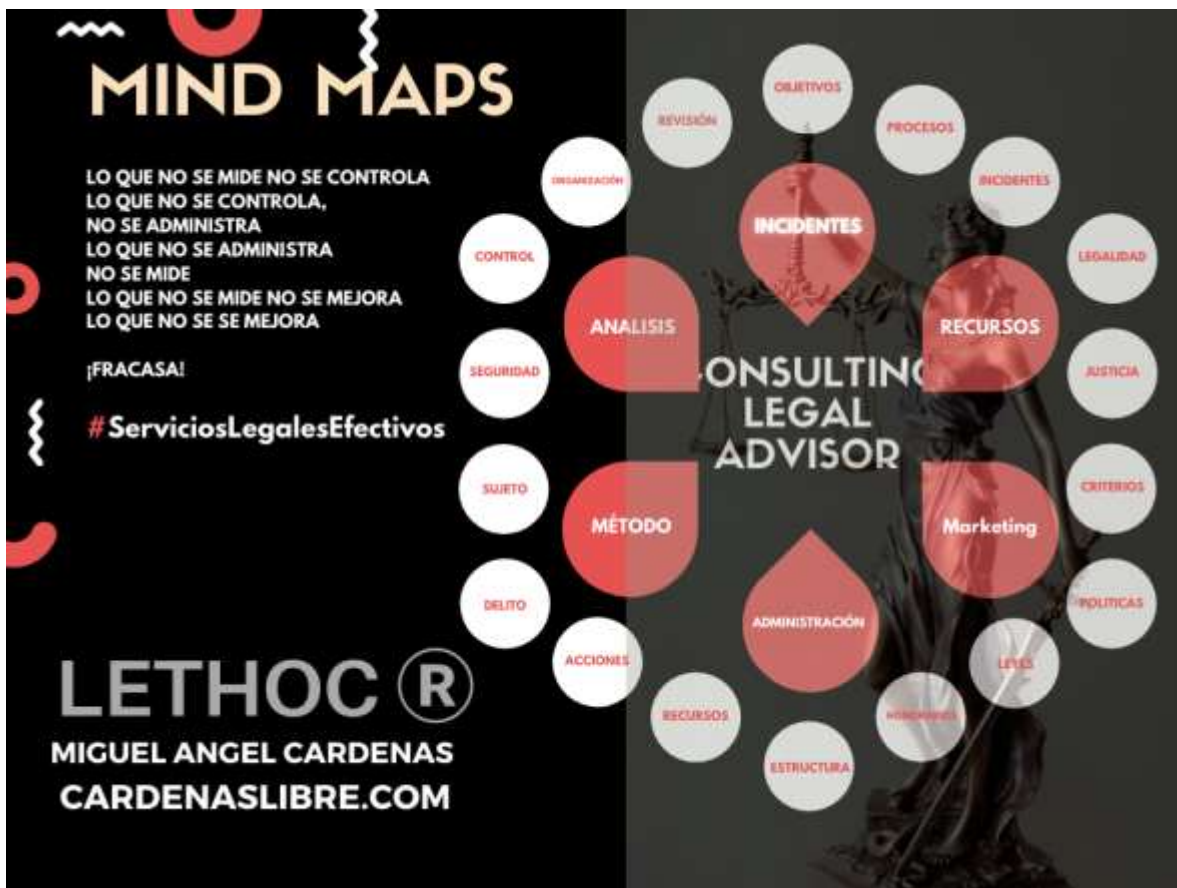 MIND MAPS
LO QUE NO SE MIDE NO SE CONTROLA
LO QUE NO SE CONTROLA,
NO SE ADMINISTRA
LO QUE NO SE ADMINISTRA
NO SE MIDE
LO QUE NO SE MIDE NO SE MEJORA
LO QUE NO SE SE MEJORA
¡FRACASA!
#ServiciosLegalesEfectivos
LETHOC ®
MIGUEL ANGEL CARDENAS
CARDENASLIBRE.COM
OBJETIVOS
PROCESOS
INCIDENTES
LEGALIDAD
JUSTICIA
CRITERIOS
POLITICAS
LEYES
ESTRUCTURA
RECURSOS
ACCIONES
DELITO
SUJETO
SEGURIDAD
CONTROL
ORGANIZACIÓN
REVISIÓN
INCIDENTES
RECURSOS
Marketing
ADMINISTRACIÓN
MÉTODO
ANALISIS
CONSULTING
LEGAL
ADVISOR